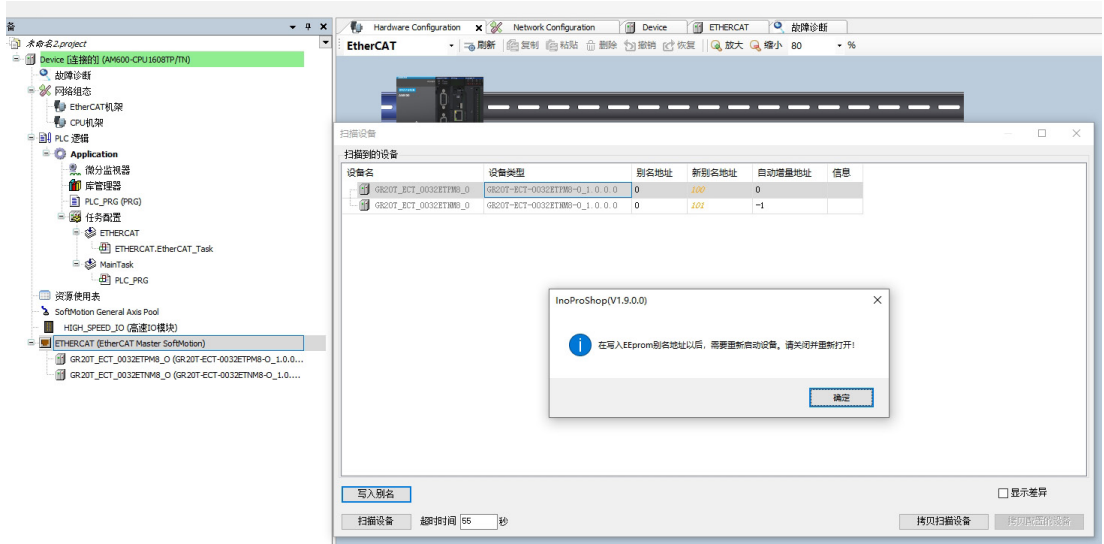 备
Hardware Configuration
Network Configuration
Device
ETHERCAT
故障诊断
未命名2.project
EtherCAT
刷新
复制
粘贴
删除
撤销
恢复
放大
缩小
80
%
Device [连接的] (AM600-CPU1608TP/TN)
故障诊断
网络组态
EtherCAT机架
CPU机架
PLC 逻辑
Application
微分监视器
库管理器
PLC_PRG (PRG)
任务配置
ETHERCAT
ETHERCAT.EtherCAT_Task
MainTask
PLC_PRG
资源使用表
SoftMotion General Axis Pool
HIGH_SPEED_IO (高速IO模块)
ETHERCAT (EtherCAT Master SoftMotion)
GR20T_ECT_0032ETPM8_O (GR20T-ECT-0032ETPM8-O_1.0.0...
GR20T_ECT_0032ETNM8_O (GR20T-ECT-0032ETNM8-O_1.0....
扫描设备
扫描到的设备
设备名 设备类型 别名地址 新别名地址 自动增量地址 信息
GR20T_ECT_0032ETPM8_O GR20T-ECT-0032ETPM8-O_1.0.0.0 0 100 0
GR20T_ECT_0032ETNM8_O GR20T-ECT-0032ETNM8-O_1.0.0.0 0 101 -1
InoProShop(V1.9.0.0)
在写入EEprom别名地址以后，需要重新启动设备。请关闭并重新打开！
确定
写入别名
显示差异
扫描设备
超时时间 55 秒
拷贝扫描设备
拷贝配置的设备